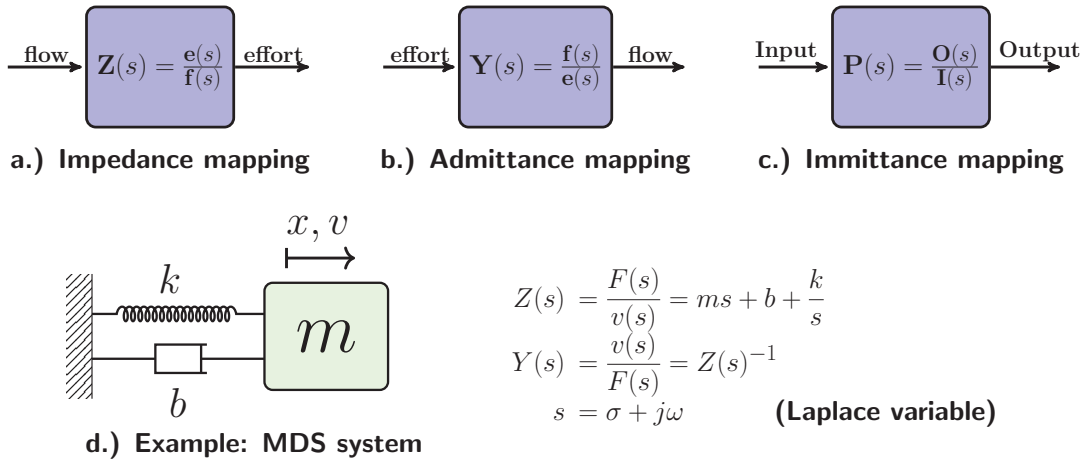 flow Z(s) = e(s)/f(s) effort
effort Y(s) = f(s)/e(s) flow
Input P(s) = O(s)/I(s) Output
a.) Impedance mapping
b.) Admittance mapping
c.) Immittance mapping
x, v
k
m
b
d.) Example: MDS system
Z(s) = F(s)/v(s) = ms + b + k/s
Y(s) = v(s)/F(s) = Z(s)⁻¹
s = σ + jω (Laplace variable)